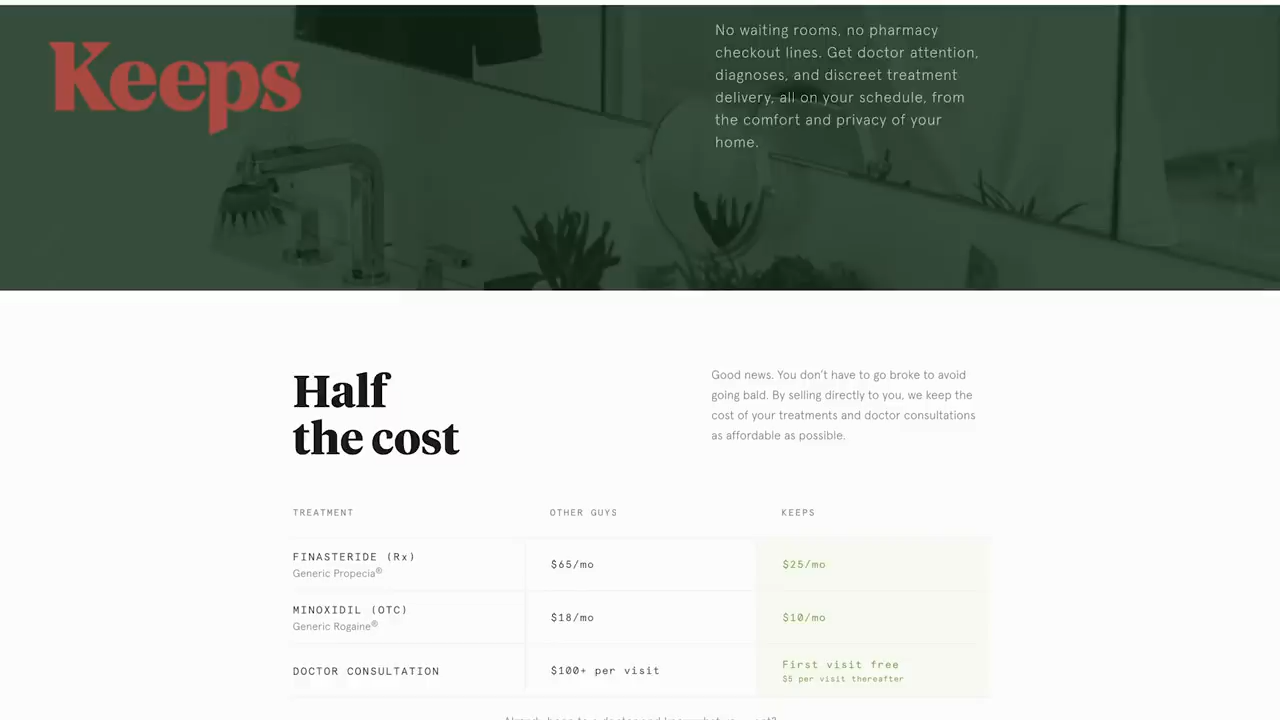 Keeps
No waiting rooms, no pharmacy
checkout lines. Get doctor attention,
diagnoses, and discreet treatment
delivery, all on your schedule, from
the comfort and privacy of your
home.
Half
the cost
Good news. You don't have to go broke to avoid
going bald. By selling directly to you, we keep the
cost of your treatments and doctor consultations
as affordable as possible.
TREATMENT OTHER GUYS KEEPS
FINASTERIDE (Rx)
Generic Propecia®
$65/mo $25/mo
MINOXIDIL (OTC)
Generic Rogaine®
$18/mo $10/mo
DOCTOR CONSULTATION $100+ per visit
First visit free
$5 per visit thereafter